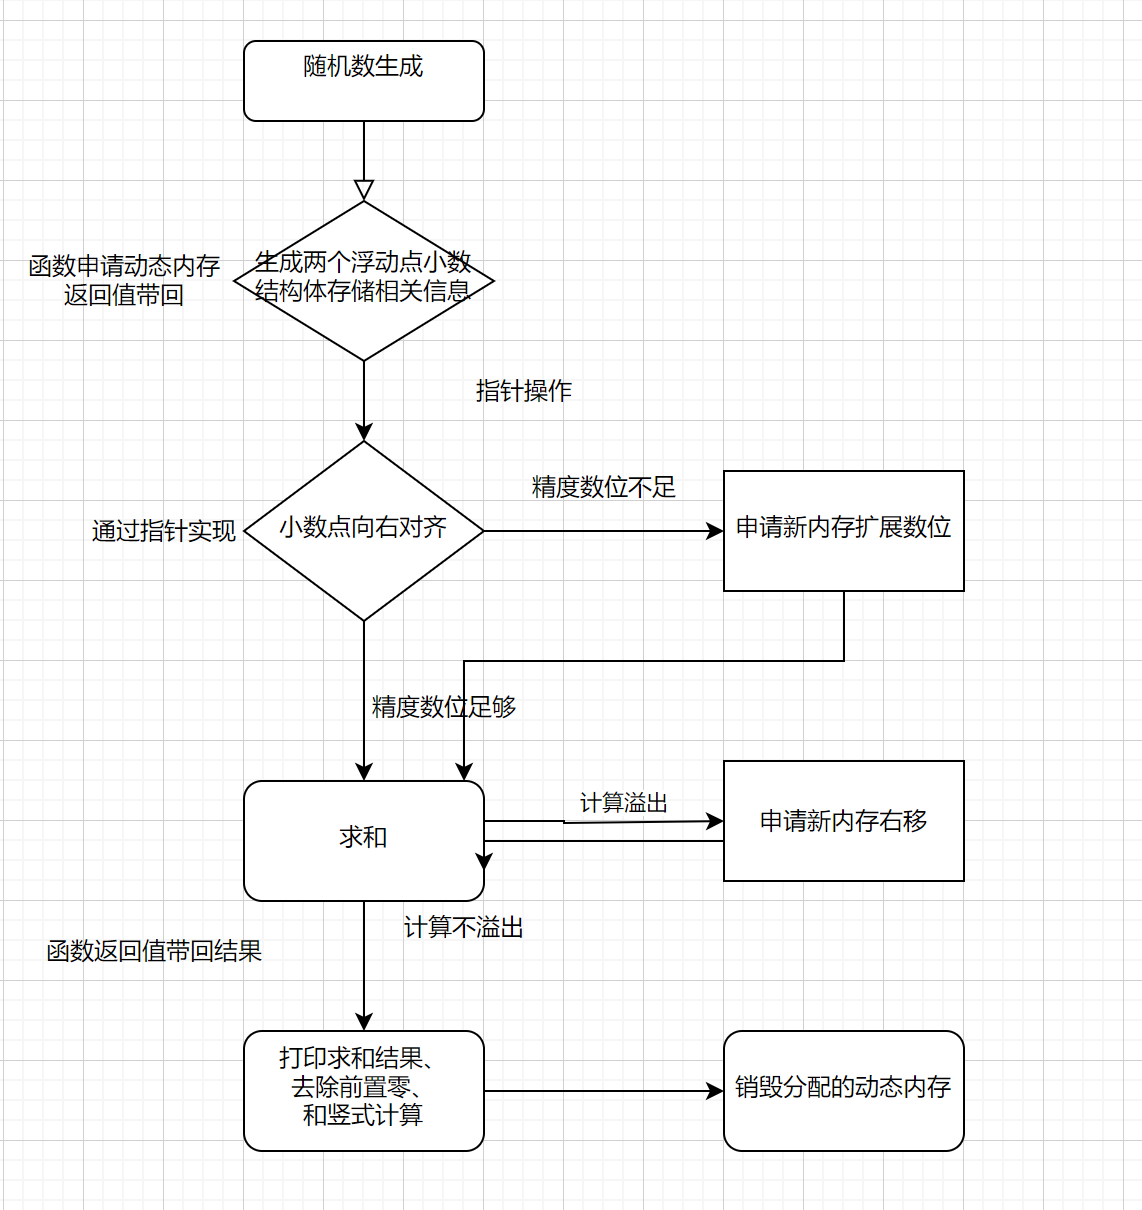 随机数生成
函数申请动态内存
返回值带回
生成两个浮动点小数
结构体存储相关信息
指针操作
通过指针实现
小数点向右对齐
精度数位不足
申请新内存扩展数位
精度数位足够
求和
计算溢出
申请新内存右移
计算不溢出
函数返回值带回结果
打印求和结果、
去除前置零、
和竖式计算
销毁分配的动态内存